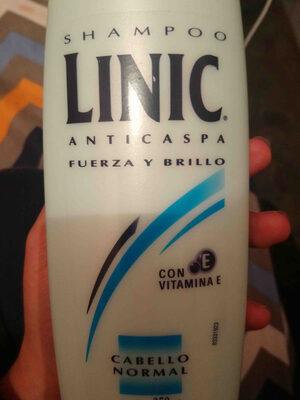 SHAMPOO
LINIC®
ANTICASPA
FUERZA Y BRILLO
E
CON
VITAMINA E
CABELLO
NORMAL